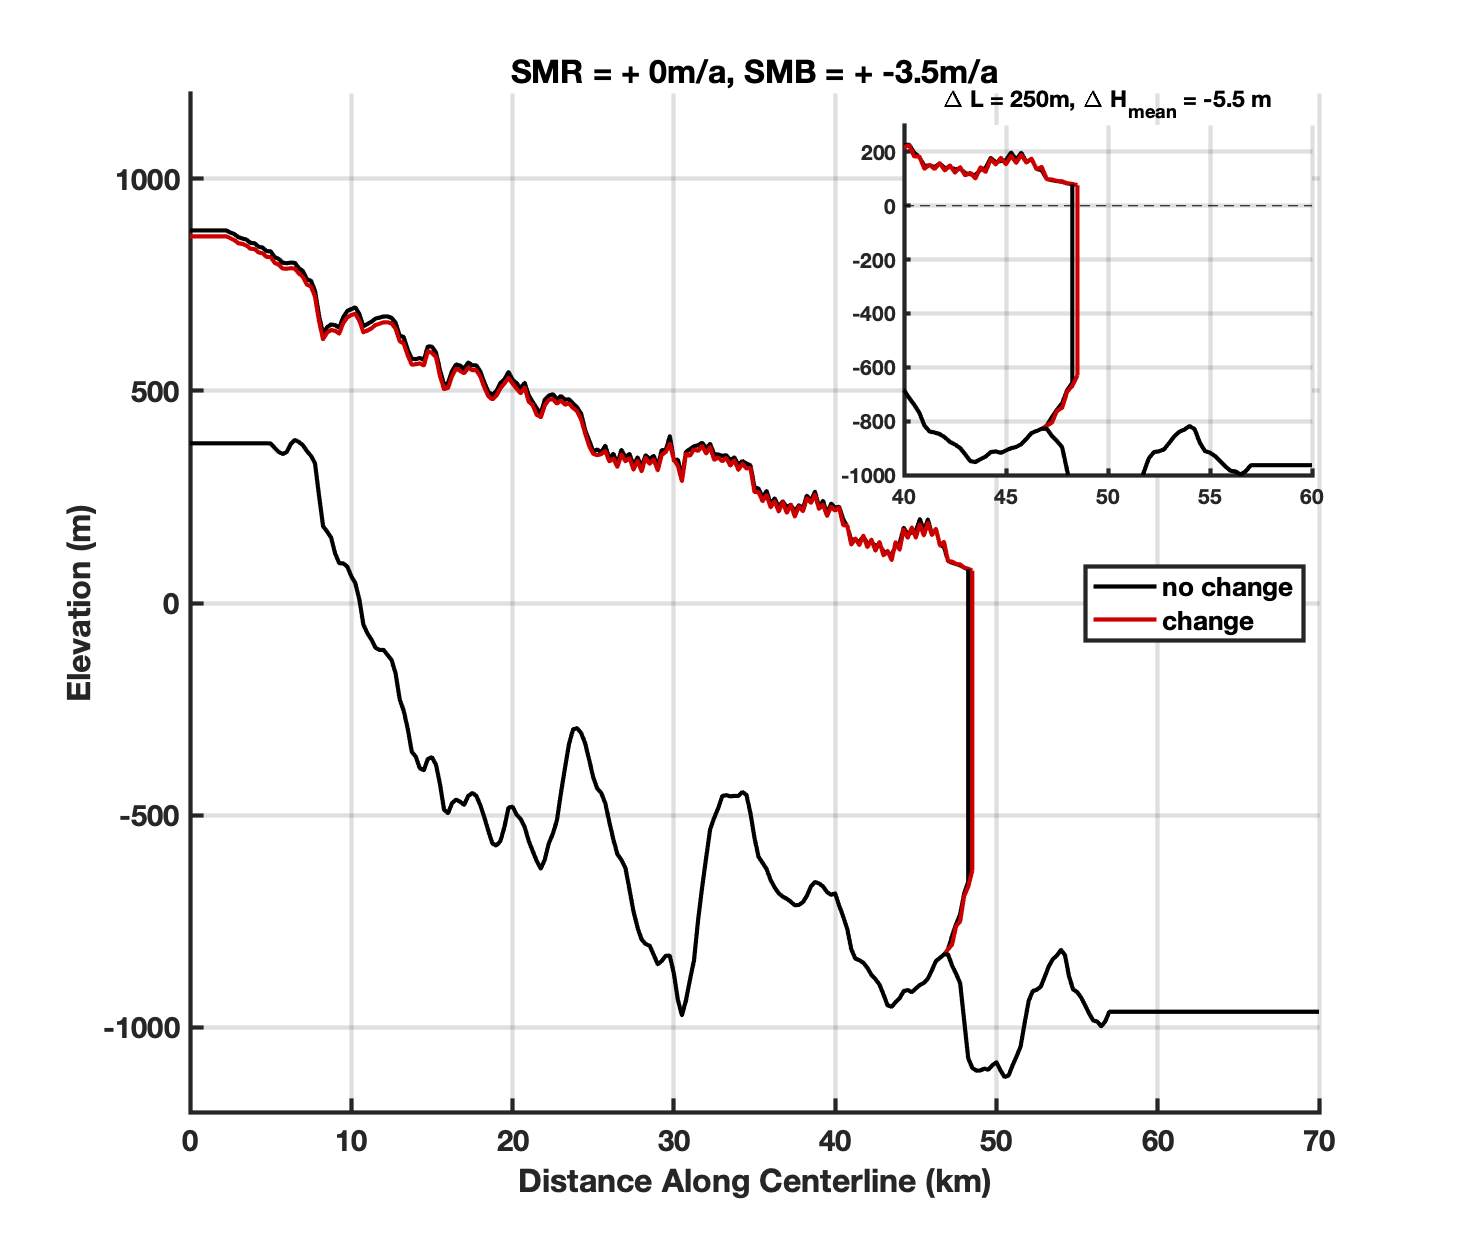 SMR = + 0m/a, SMB = + -3.5m/a
Δ L = 250m, Δ Hmean = -5.5 m
200
0
-200
-400
-600
-800
-1000
40 45 50 55 60
1000
500
0
-500
-1000
Elevation (m)
no change
change
0 10 20 30 40 50 60 70
Distance Along Centerline (km)